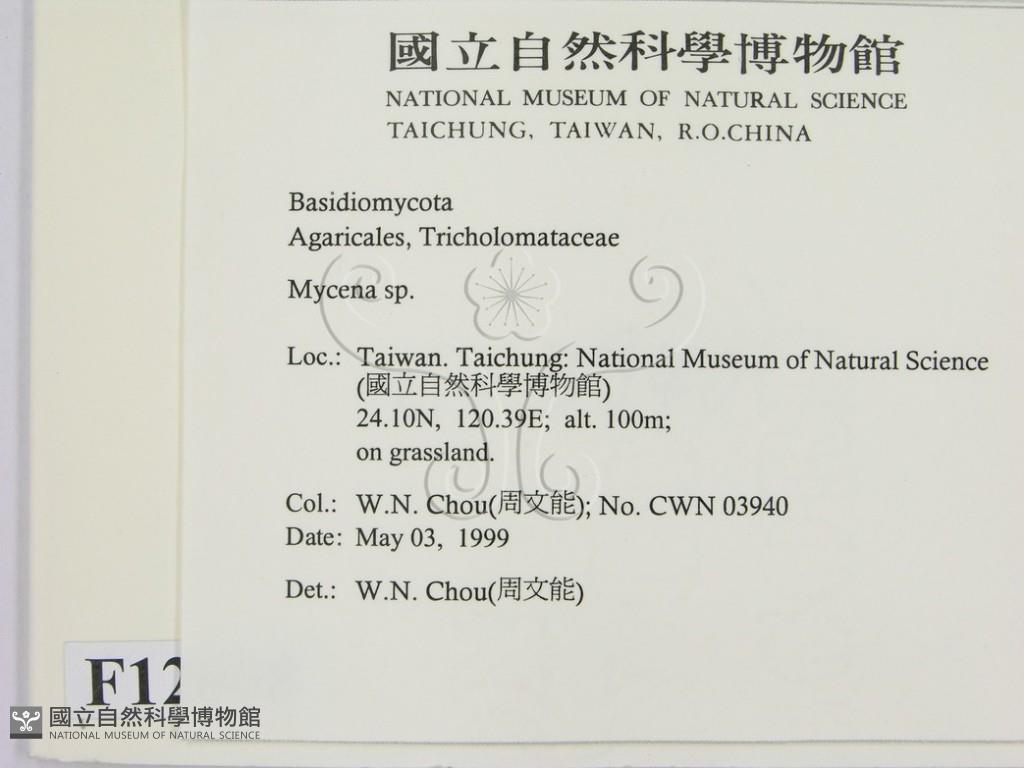 國立自然科學博物館
NATIONAL MUSEUM OF NATURAL SCIENCE
TAICHUNG, TAIWAN, R.O.CHINA
Basidiomycota
Agaricales, Tricholomataceae
Mycena sp.
Loc.: Taiwan. Taichung: National Museum of Natural Science
(國立自然科學博物館)
24.10N, 120.39E; alt. 100m;
on grassland.
Col.: W.N. Chou(周文能); No. CWN 03940
Date: May 03, 1999
Det.: W.N. Chou(周文能)
F12
國立自然科學博物館
NATIONAL MUSEUM OF NATURAL SCIENCE